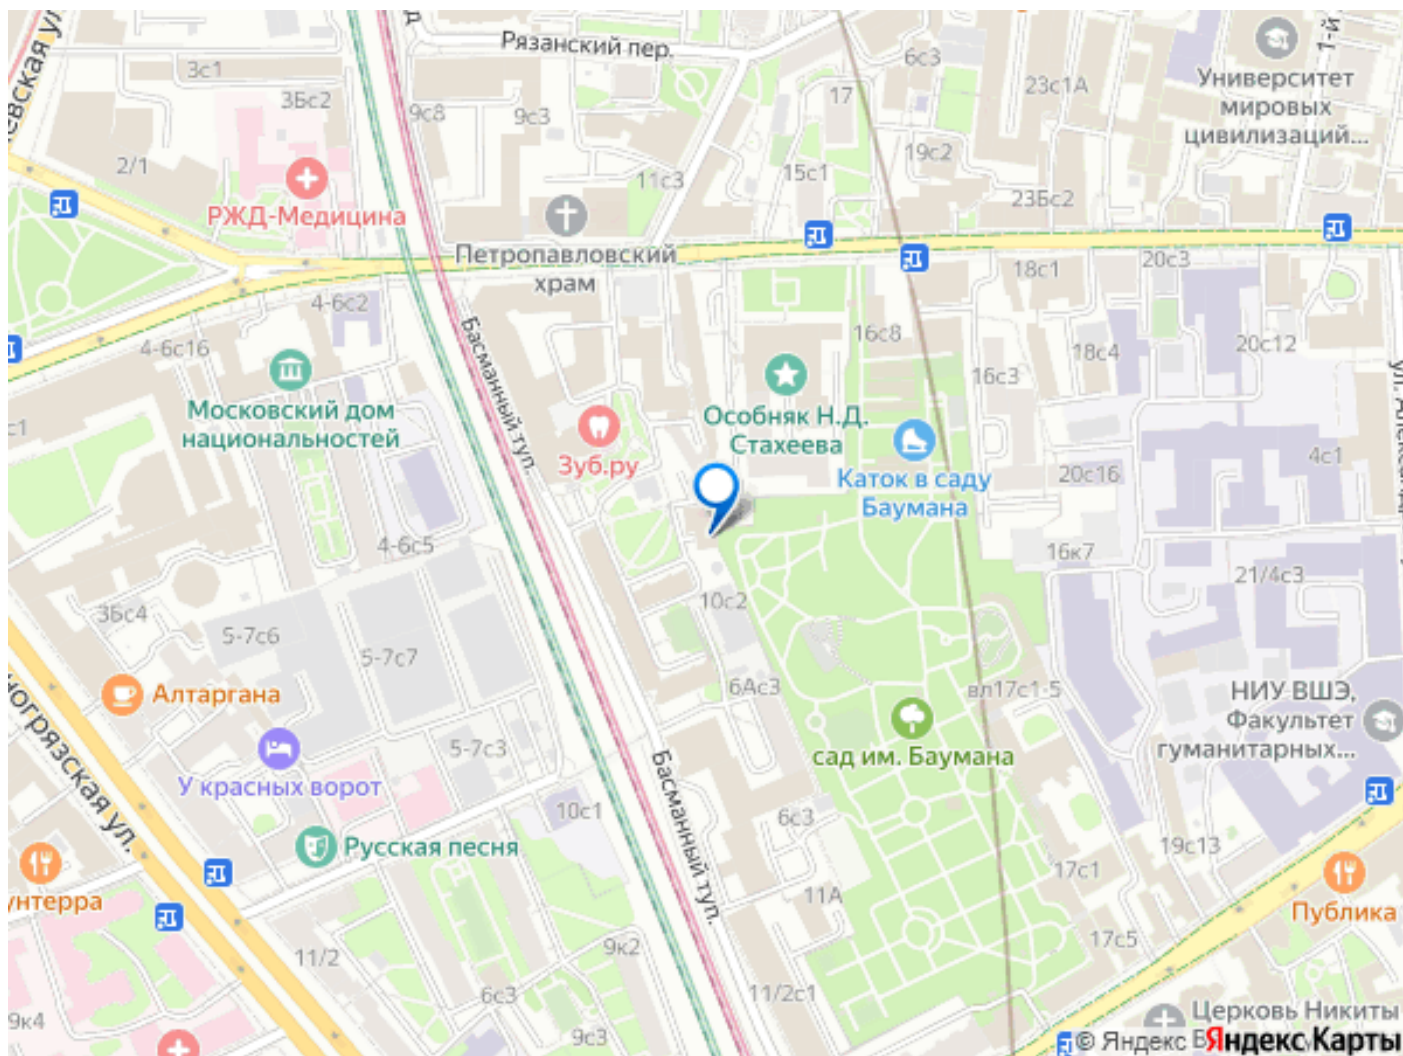 Рязанский пер.
6с3
Университет
мировых
цивилизаций...
1-й
3с1
3Бс2
9с8
9с3
17
23с1А
2/1
РЖД-Медицина
11с3
15с1
19с2
23Бс2
Петропавловский
храм
4-6с2
18с1
20с3
4-6с16
16с8
18с4
20с12
16с3
Басманный туп.
Московский дом
национальностей
Зуб.ру
Особняк Н.Д.
Стахеева
Каток в саду
Баумана
20с16
4с1
4-6с5
16к7
21/4с3
3Бс4
5-7с6
5-7с7
10с2
Алтаргана
6Ас3
вл17с1-5
НИУ ВШЭ,
Факультет
гуманитарных...
сад им. Баумана
5-7с3
У красных ворот
Басманный туп.
10с1
6с3
Русская песня
19с13
17с1
11А
Публика
17с5
9к2
11/2
6с3
11/2с1
9с3
9к4
Церковь Никиты
© Яндекс Яндекс Карты